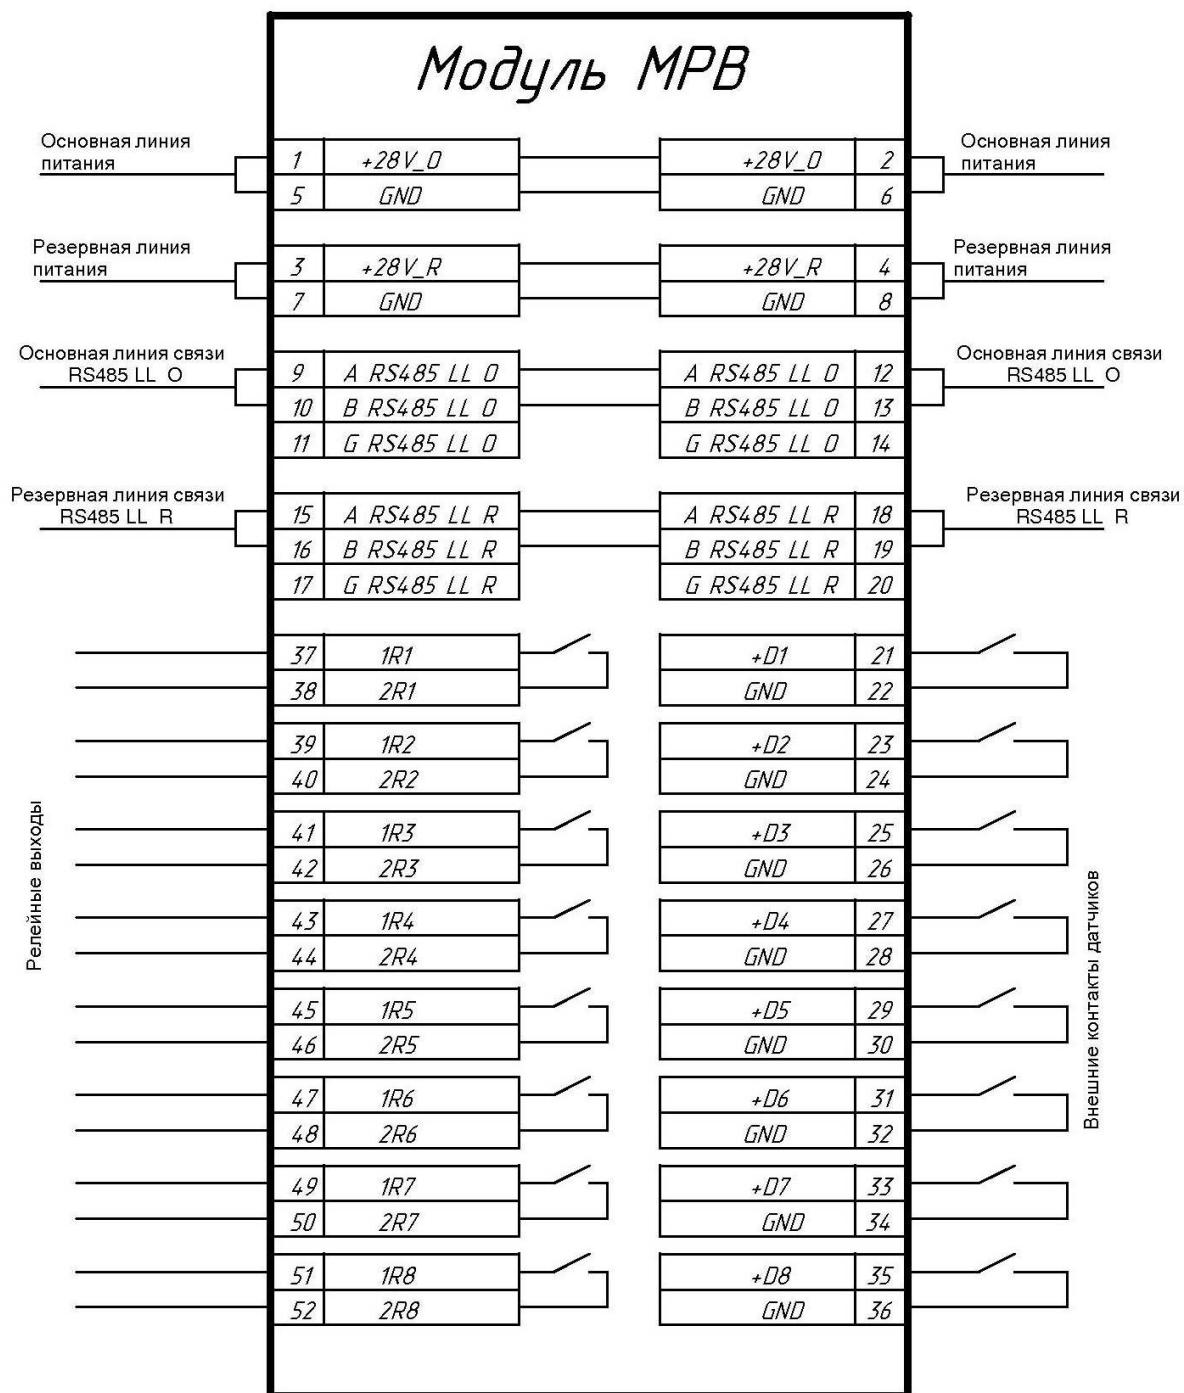 Модуль МРВ
Основная линия
питания
1 +28V_O
+28V_O 2
5 GND
GND 6
Основная линия
питания
Резервная линия
питания
3 +28V_R
+28V_R 4
7 GND
GND 8
Резервная линия
питания
Основная линия связи
RS485 LL O
9 A RS485 LL O
A RS485 LL O 12
10 B RS485 LL O
B RS485 LL O 13
11 G RS485 LL O
G RS485 LL O 14
Основная линия связи
RS485 LL O
Резервная линия связи
RS485 LL R
15 A RS485 LL R
A RS485 LL R 18
16 B RS485 LL R
B RS485 LL R 19
17 G RS485 LL R
G RS485 LL R 20
Резервная линия связи
RS485 LL R
Релейные выходы
37 1R1
38 2R1
39 1R2
40 2R2
41 1R3
42 2R3
43 1R4
44 2R4
45 1R5
46 2R5
47 1R6
48 2R6
49 1R7
50 2R7
51 1R8
52 2R8
+D1 21
GND 22
+D2 23
GND 24
+D3 25
GND 26
+D4 27
GND 28
+D5 29
GND 30
+D6 31
GND 32
+D7 33
GND 34
+D8 35
GND 36
Внешние контакты датчиков